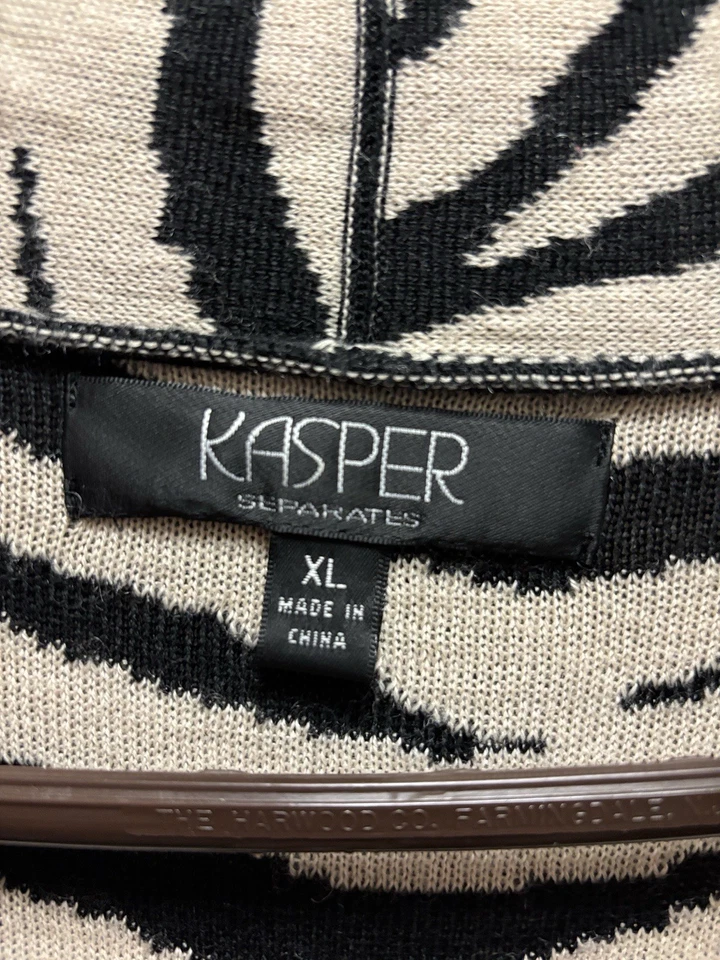 KASPER
SEPARATES
XL
MADE IN
CHINA
THE HARWOOD CO. FARMINGDALE, N